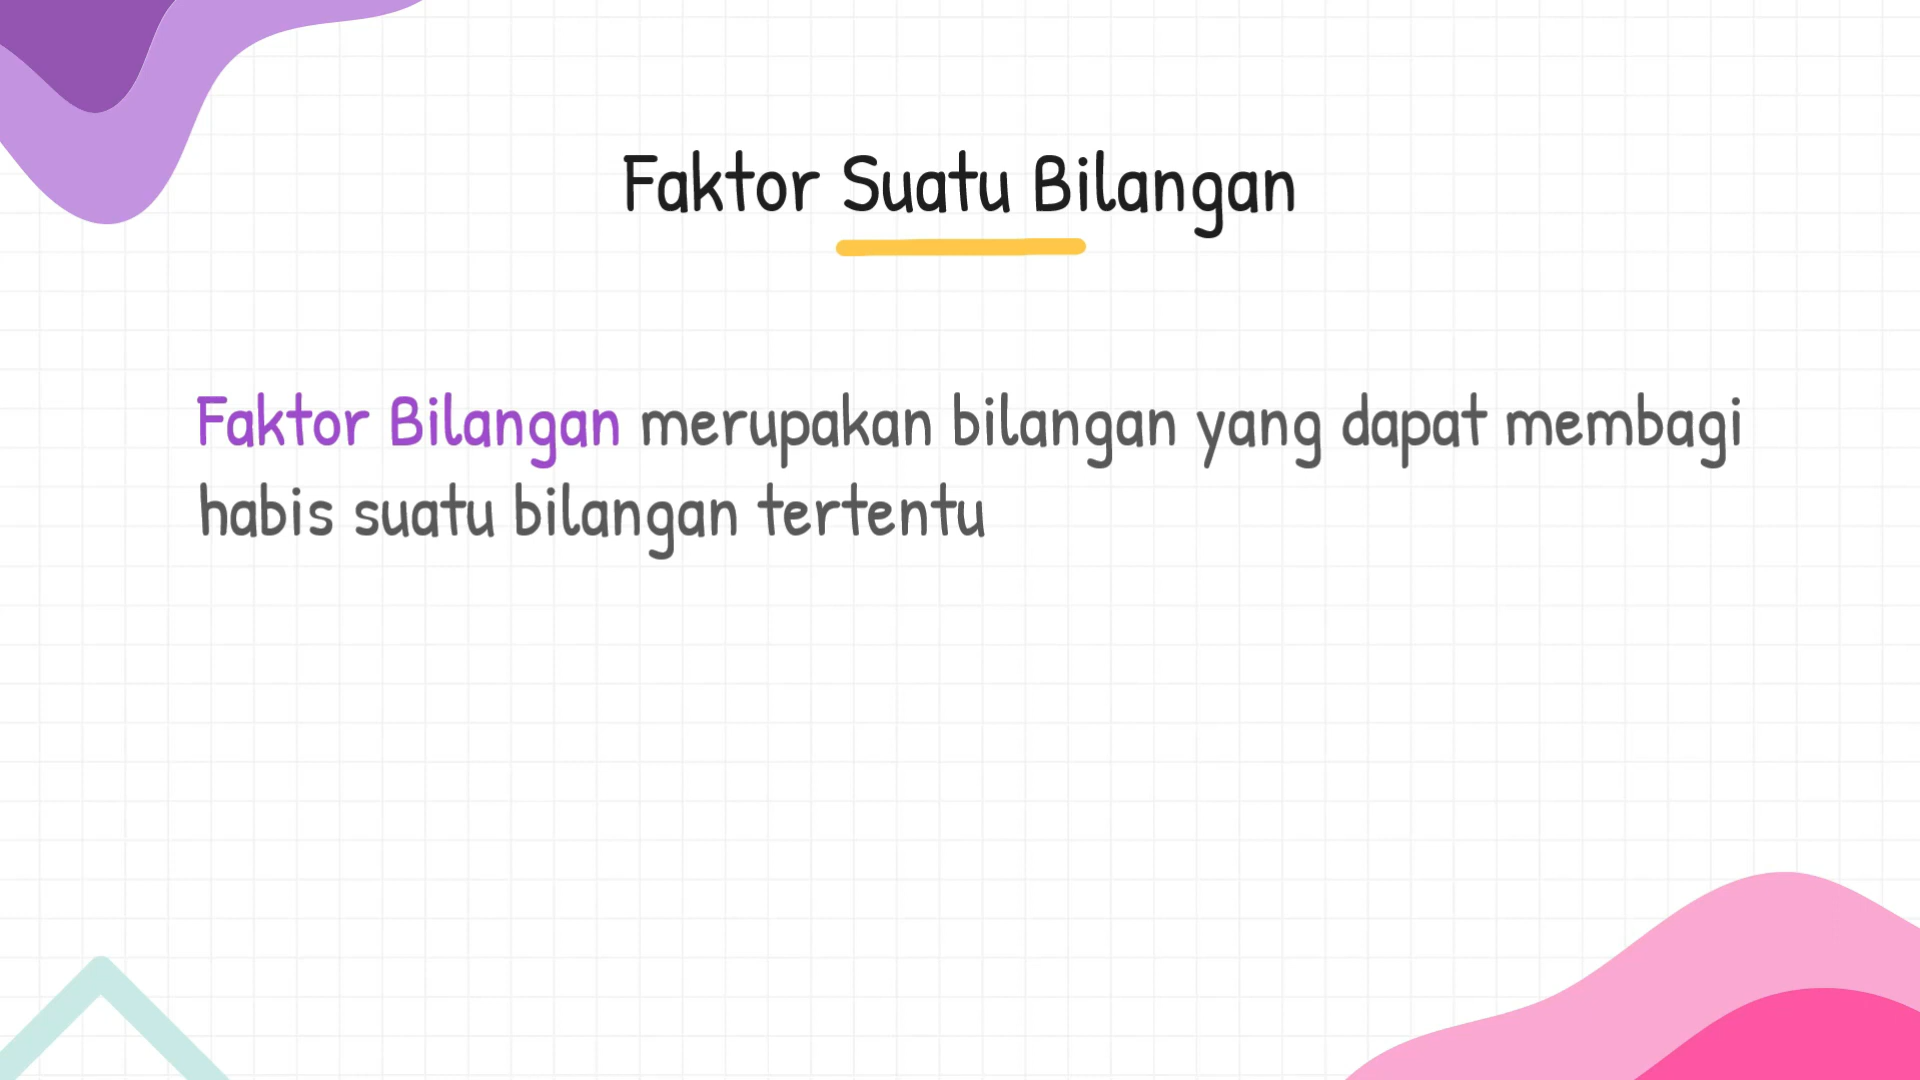 Faktor Suatu Bilangan
Faktor Bilangan merupakan bilangan yang dapat membagi
habis suatu bilangan tertentu